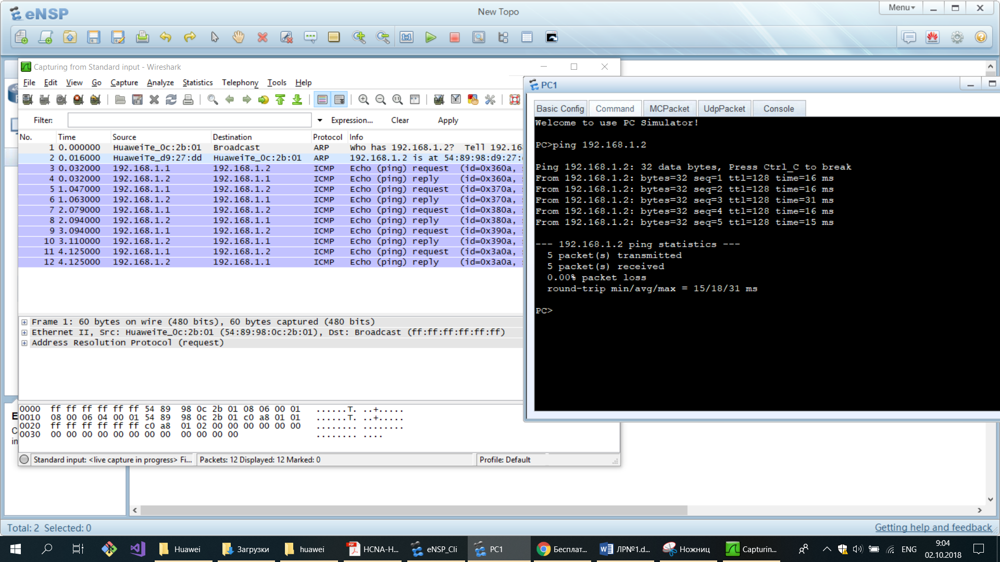 eNSP
New Topo
Menu
Capturing from Standard input - Wireshark
File Edit View Go Capture Analyze Statistics Telephony Tools Help
Filter: Expression... Clear Apply
No. Time Source Destination Protocol Info
1 0.000000 HuaweiTe_0c:2b:01 Broadcast ARP Who has 192.168.1.2? Tell 192.168
2 0.016000 HuaweiTe_d9:27:dd HuaweiTe_0c:2b:01 ARP 192.168.1.2 is at 54:89:98:d9:27:
3 0.032000 192.168.1.1 192.168.1.2 ICMP Echo (ping) request (id=0x360a,
4 0.032000 192.168.1.2 192.168.1.1 ICMP Echo (ping) reply (id=0x360a,
5 1.047000 192.168.1.1 192.168.1.2 ICMP Echo (ping) request (id=0x370a,
6 1.063000 192.168.1.2 192.168.1.1 ICMP Echo (ping) reply (id=0x370a,
7 2.079000 192.168.1.1 192.168.1.2 ICMP Echo (ping) request (id=0x380a,
8 2.094000 192.168.1.2 192.168.1.1 ICMP Echo (ping) reply (id=0x380a,
9 3.094000 192.168.1.1 192.168.1.2 ICMP Echo (ping) request (id=0x390a,
10 3.110000 192.168.1.2 192.168.1.1 ICMP Echo (ping) reply (id=0x390a,
11 4.125000 192.168.1.1 192.168.1.2 ICMP Echo (ping) request (id=0x3a0a,
12 4.125000 192.168.1.2 192.168.1.1 ICMP Echo (ping) reply (id=0x3a0a,
Frame 1: 60 bytes on wire (480 bits), 60 bytes captured (480 bits)
Ethernet II, Src: HuaweiTe_0c:2b:01 (54:89:98:0c:2b:01), Dst: Broadcast (ff:ff:ff:ff:ff:ff)
Address Resolution Protocol (request)
0000 ff ff ff ff ff ff 54 89 98 0c 2b 01 08 06 00 01 ......T. ..+.....
0010 08 00 06 04 00 01 54 89 98 0c 2b 01 c0 a8 01 01 ......T. ..+.....
0020 ff ff ff ff ff ff c0 a8 01 02 00 00 00 00 00 00 ........ ........
0030 00 00 00 00 00 00 00 00 00 00 00 00 ........ ....
Standard input: <live capture in progress> Fi... Packets: 12 Displayed: 12 Marked: 0 Profile: Default
PC1
Basic Config Command MCPacket UdpPacket Console
Welcome to use PC Simulator!
PC>ping 192.168.1.2
Ping 192.168.1.2: 32 data bytes, Press Ctrl_C to break
From 192.168.1.2: bytes=32 seq=1 ttl=128 time=16 ms
From 192.168.1.2: bytes=32 seq=2 ttl=128 time=16 ms
From 192.168.1.2: bytes=32 seq=3 ttl=128 time=31 ms
From 192.168.1.2: bytes=32 seq=4 ttl=128 time=16 ms
From 192.168.1.2: bytes=32 seq=5 ttl=128 time=15 ms
--- 192.168.1.2 ping statistics ---
5 packet(s) transmitted
5 packet(s) received
0.00% packet loss
round-trip min/avg/max = 15/18/31 ms
PC>
E
C
in
Total: 2 Selected: 0
Getting help and feedback
Huawei Загрузки huawei HCNA-H... eNSP_Cli PC1 Бесплат... ЛР№1.d... Ножниц Capturin... ENG
9:04
02.10.2018